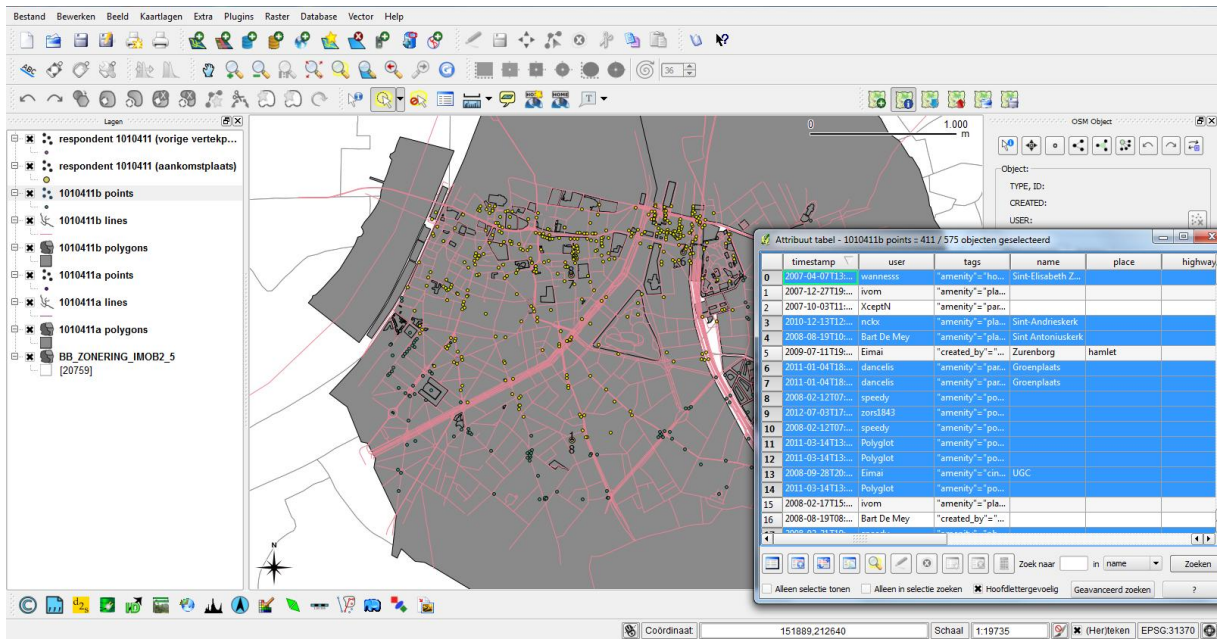 Bestand Bewerken Beeld Kaartlagen Extra Plugins Raster Database Vector Help
ABC
36
T
Lagen
respondent 1010411 (vorige vertekp...
respondent 1010411 (aankomstplaats)
1010411b points
1010411b lines
1010411b polygons
1010411a points
1010411a lines
1010411a polygons
BB_ZONERING_IMOB2_5
[20759]
0 1.000
m
N
OSM Object
Object:
TYPE, ID:
CREATED:
USER:
Attribuut tabel - 1010411b points = 411 / 575 objecten geselecteerd
timestamp user tags name place highway
0 2007-04-07T13:... wannesss "amenity"="ho... Sint-Elisabeth Z...
1 2007-12-27T19:... ivom "amenity"="pla...
2 2007-10-03T11:... XceptN "amenity"="par...
3 2010-12-13T12:... nckx "amenity"="pla... Sint-Andrieskerk
4 2008-08-19T10:... Bart De Mey "amenity"="pla... Sint Antoniuskerk
5 2009-07-11T19:... Eimai "created_by"="... Zurenborg hamlet
6 2011-01-04T18:... dancelis "amenity"="par... Groenplaats
7 2011-01-04T18:... dancelis "amenity"="par... Groenplaats
8 2008-02-12T07:... speedy "amenity"="po...
9 2012-07-03T17:... zors1843 "amenity"="po...
10 2008-02-12T07:... speedy "amenity"="po...
11 2011-03-14T13:... Polyglot "amenity"="po...
12 2011-03-14T13:... Polyglot "amenity"="po...
13 2008-09-28T20:... Eimai "amenity"="cin... UGC
14 2011-03-14T13:... Polyglot "amenity"="po...
15 2008-02-17T15:... ivom "amenity"="pla...
16 2008-08-19T08:... Bart De Mey "created_by"="...
Zoek naar in name Zoeken
Alleen selectie tonen Alleen in selectie zoeken Hoofdlettergevoelig Geavanceerd zoeken ?
Coördinaat: 151889,212640 Schaal 1:19735 (Her)teken EPSG:31370